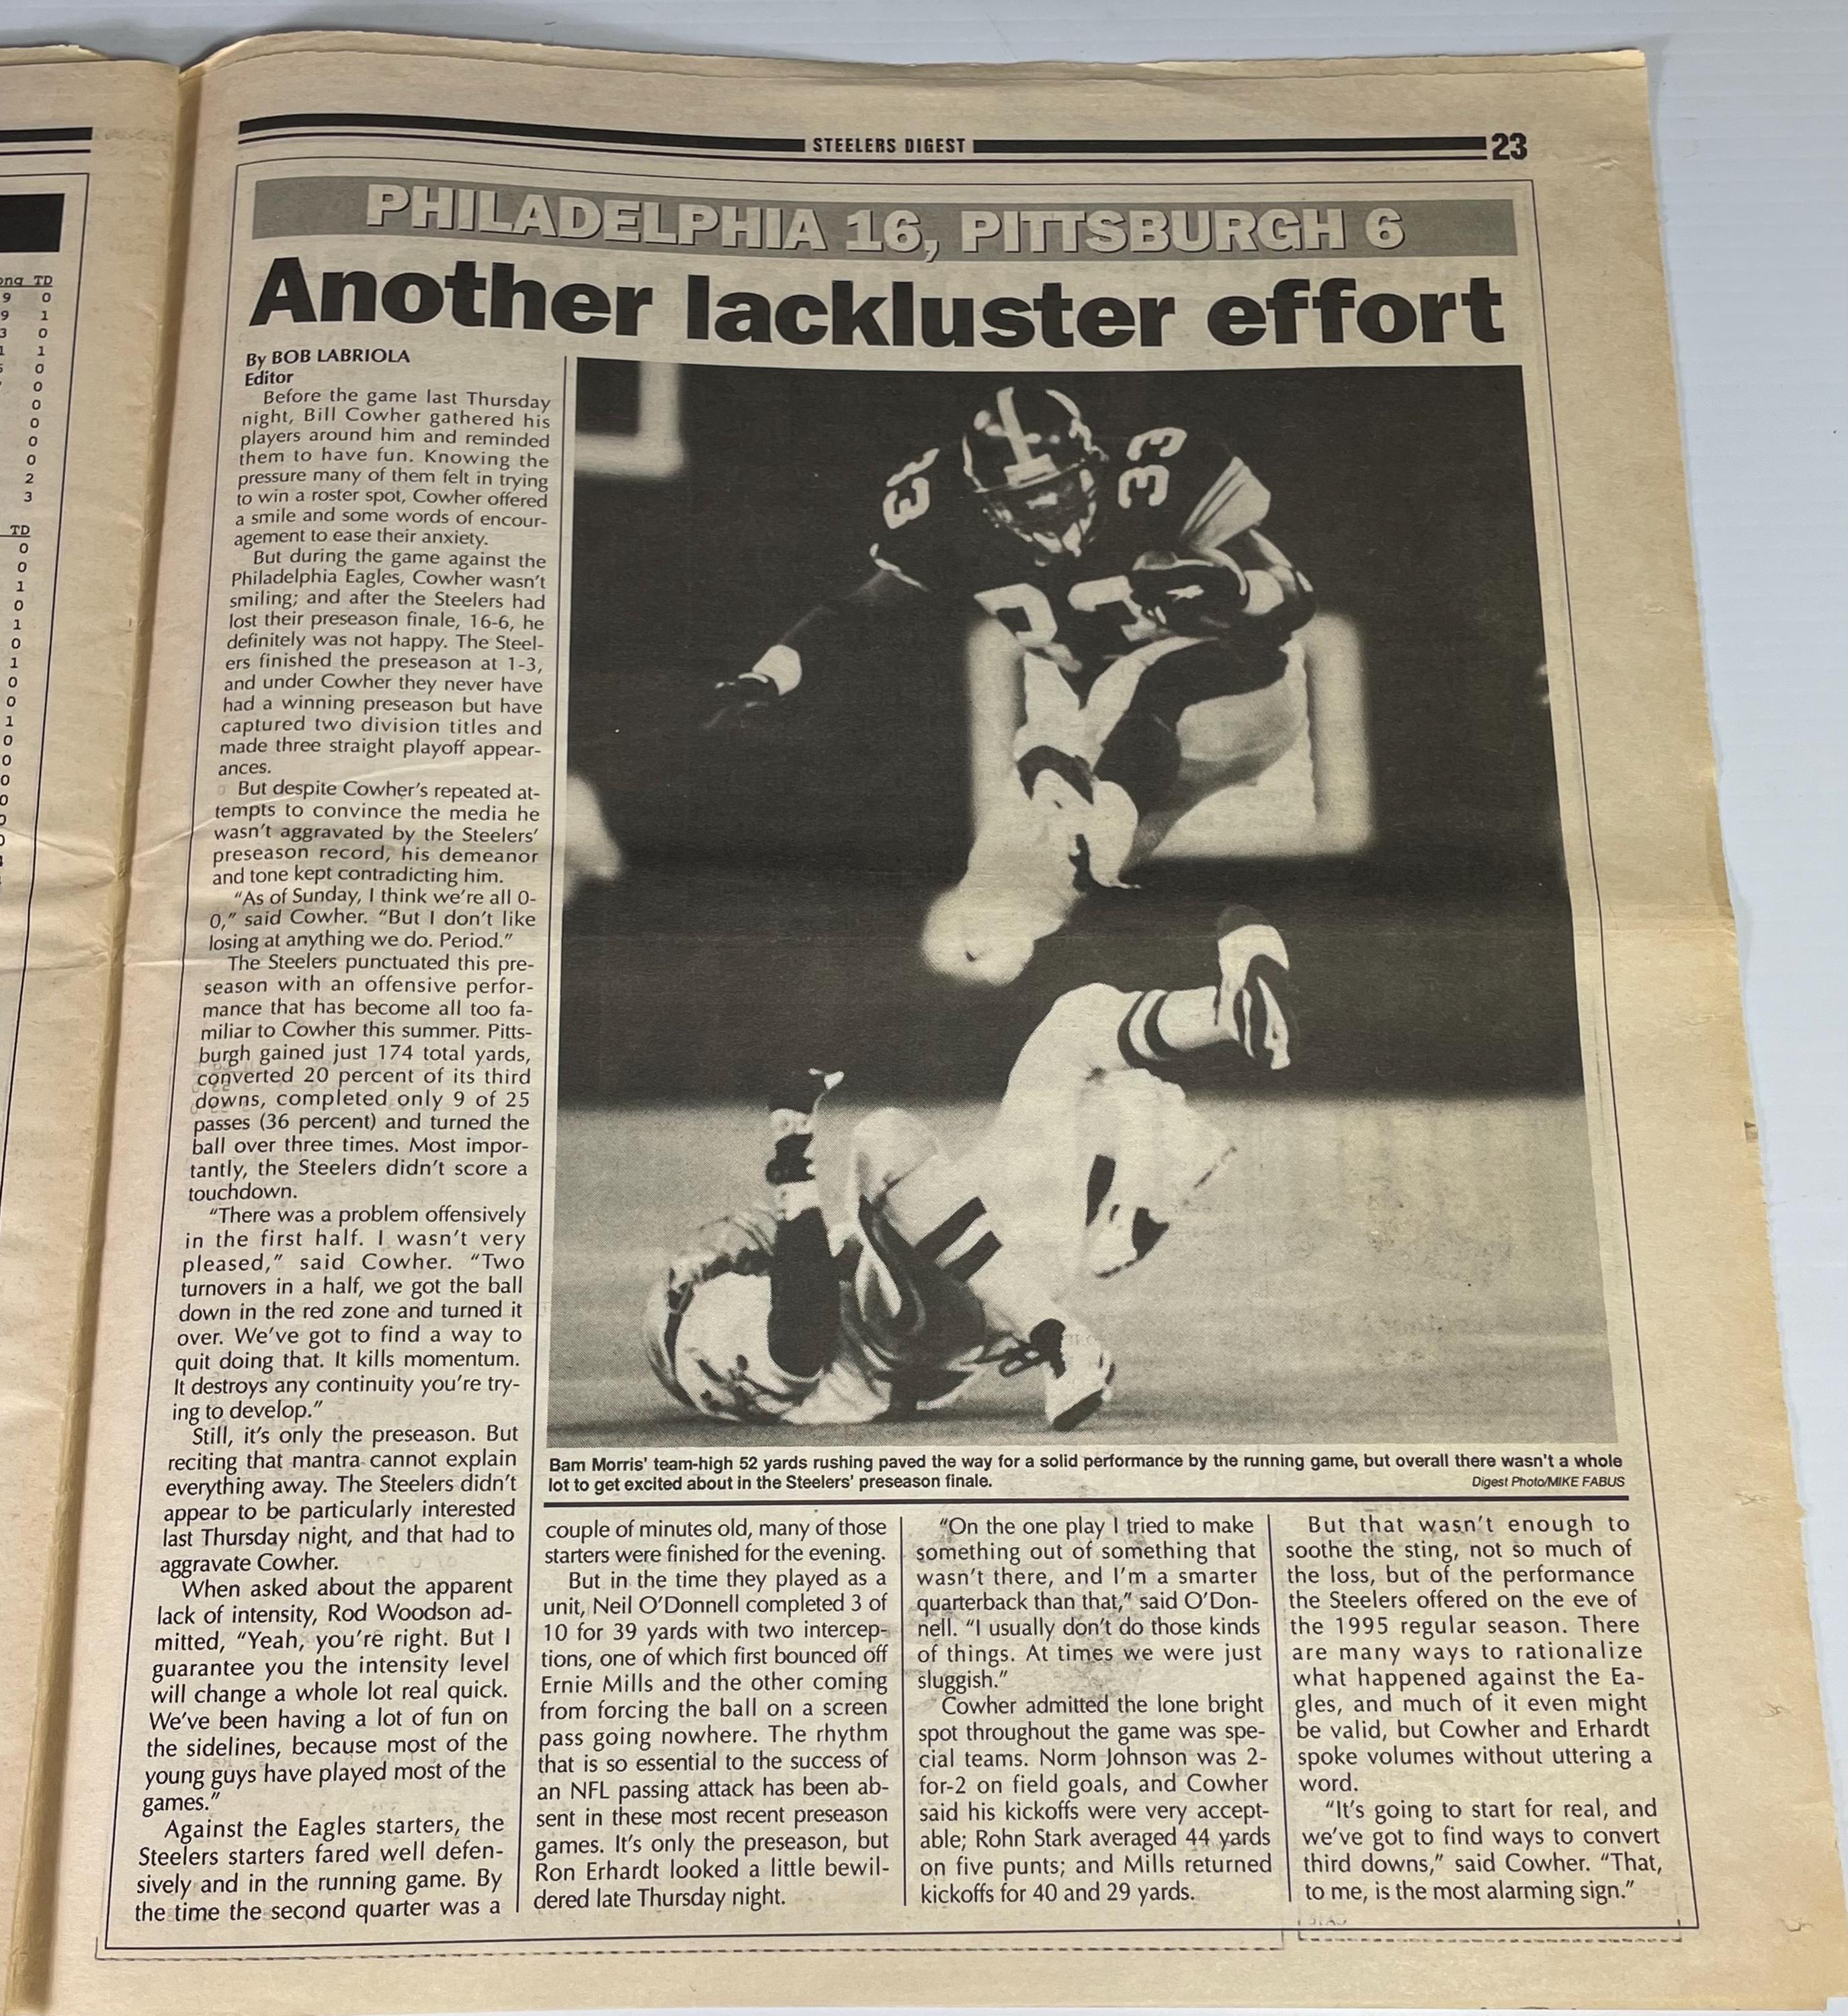 ong TD
9 0
9 1
3 0
1 1
0
0
0
0
0
0
2
3
TD
0
0
1
0
1
0
1
0
0
1
0
0
0
0
STEELERS DIGEST
23
PHILADELPHIA 16, PITTSBURGH 6
Another lackluster effort
By BOB LABRIOLA
Editor
Before the game last Thursday
night, Bill Cowher gathered his
players around him and reminded
them to have fun. Knowing the
pressure many of them felt in trying
to win a roster spot, Cowher offered
a smile and some words of encour-
agement to ease their anxiety.
But during the game against the
Philadelphia Eagles, Cowher wasn't
smiling; and after the Steelers had
lost their preseason finale, 16-6, he
definitely was not happy. The Steel-
ers finished the preseason at 1-3,
and under Cowher they never have
had a winning preseason but have
captured two division titles and
made three straight playoff appear-
ances.
But despite Cowher's repeated at-
tempts to convince the media he
wasn't aggravated by the Steelers'
preseason record, his demeanor
and tone kept contradicting him.
"As of Sunday, I think we're all 0-
0," said Cowher. "But I don't like
losing at anything we do. Period."
The Steelers punctuated this pre-
season with an offensive perfor-
mance that has become all too fa-
miliar to Cowher this summer. Pitts-
burgh gained just 174 total yards,
converted 20 percent of its third
downs, completed only 9 of 25
passes (36 percent) and turned the
ball over three times. Most impor-
tantly, the Steelers didn't score a
touchdown.
"There was a problem offensively
in the first half. I wasn't very
pleased," said Cowher. "Two
turnovers in a half, we got the ball
down in the red zone and turned it
over. We've got to find a way to
quit doing that. It kills momentum.
It destroys any continuity you're try-
ing to develop."
Still, it's only the preseason. But
reciting that mantra cannot explain
everything away. The Steelers didn't
appear to be particularly interested
last Thursday night, and that had to
aggravate Cowher.
When asked about the apparent
lack of intensity, Rod Woodson ad-
mitted, "Yeah, you're right. But I
guarantee you the intensity level
will change a whole lot real quick.
We've been having a lot of fun on
the sidelines, because most of the
young guys have played most of the
games."
Against the Eagles starters, the
Steelers starters fared well defen-
sively and in the running game. By
the time the second quarter was a
33
Bam Morris' team-high 52 yards rushing paved the way for a solid performance by the running game, but overall there wasn't a whole
lot to get excited about in the Steelers' preseason finale.
Digest Photo/MIKE FABUS
couple of minutes old, many of those
starters were finished for the evening.
But in the time they played as a
unit, Neil O'Donnell completed 3 of
10 for 39 yards with two intercep-
tions, one of which first bounced off
Ernie Mills and the other coming
from forcing the ball on a screen
pass going nowhere. The rhythm
that is so essential to the success of
an NFL passing attack has been ab-
sent in these most recent preseason
games. It's only the preseason, but
Ron Erhardt looked a little bewil-
dered late Thursday night.
"On the one play I tried to make
something out of something that
wasn't there, and I'm a smarter
quarterback than that," said O'Don-
nell. "I usually don't do those kinds
of things. At times we were just
sluggish."
Cowher admitted the lone bright
spot throughout the game was spe-
cial teams. Norm Johnson was 2-
for-2 on field goals, and Cowher
said his kickoffs were very accept-
able; Rohn Stark averaged 44 yards
on five punts; and Mills returned
kickoffs for 40 and 29 yards.
But that wasn't enough to
soothe the sting, not so much of
the loss, but of the performance
the Steelers offered on the eve of
the 1995 regular season. There
are many ways to rationalize
what happened against the Ea-
gles, and much of it even might
be valid, but Cowher and Erhardt
spoke volumes without uttering a
word.
"It's going to start for real, and
we've got to find ways to convert
third downs," said Cowher. "That,
to me, is the most alarming sign."